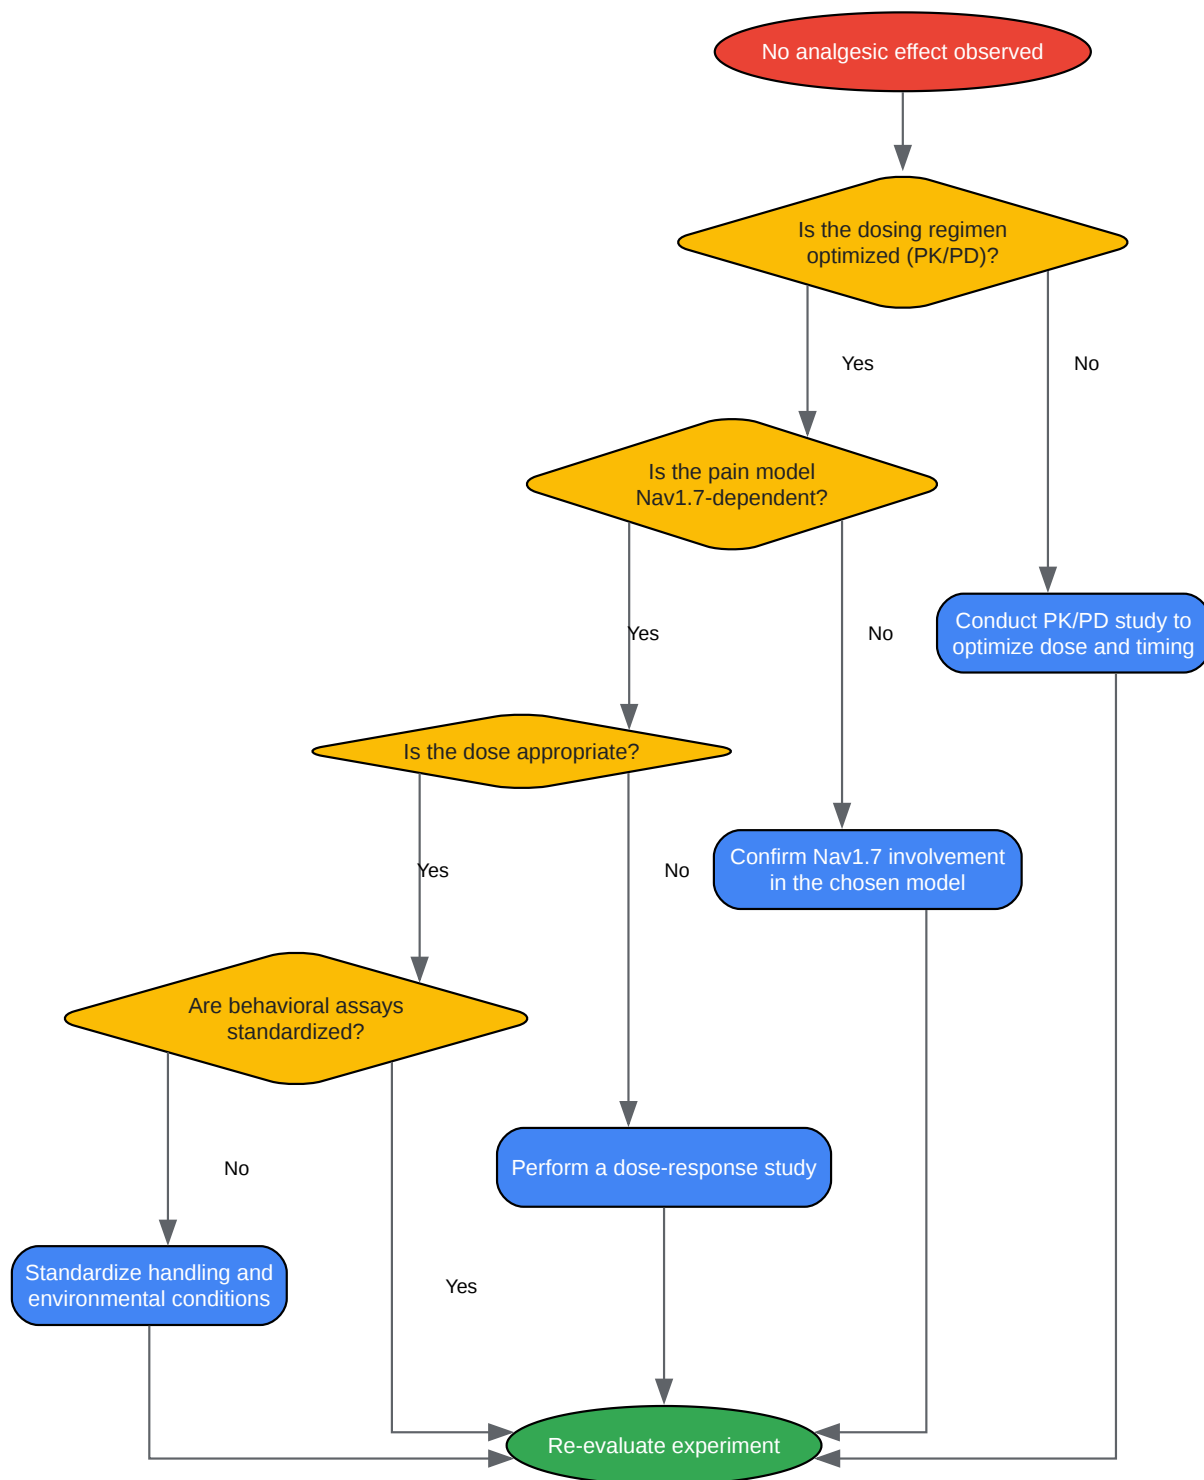 No analgesic effect observed
Is the dosing regimen
optimized (PK/PD)?
Yes
No
Is the pain model
Nav1.7-dependent?
Conduct PK/PD study to
optimize dose and timing
Yes
No
Is the dose appropriate?
Confirm Nav1.7 involvement
in the chosen model
Yes
No
Are behavioral assays
standardized?
Perform a dose-response study
No
Standardize handling and
environmental conditions
Yes
Re-evaluate experiment